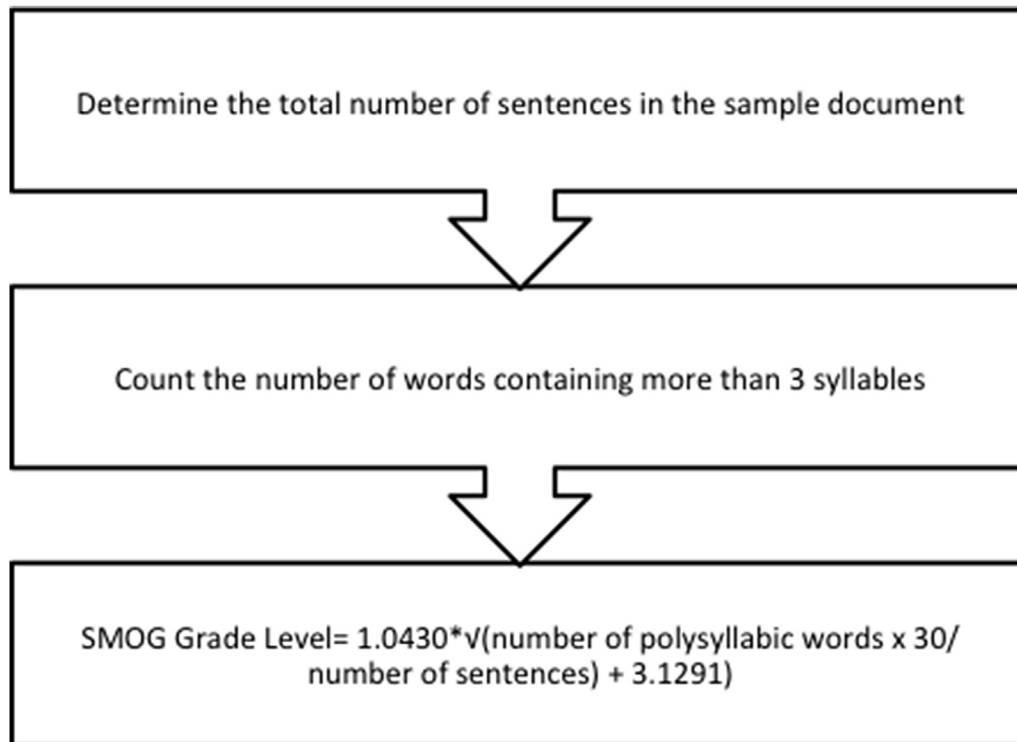 Determine the total number of sentences in the sample document
Count the number of words containing more than 3 syllables
SMOG Grade Level= 1.0430*√(number of polysyllabic words x 30/
number of sentences) + 3.1291)